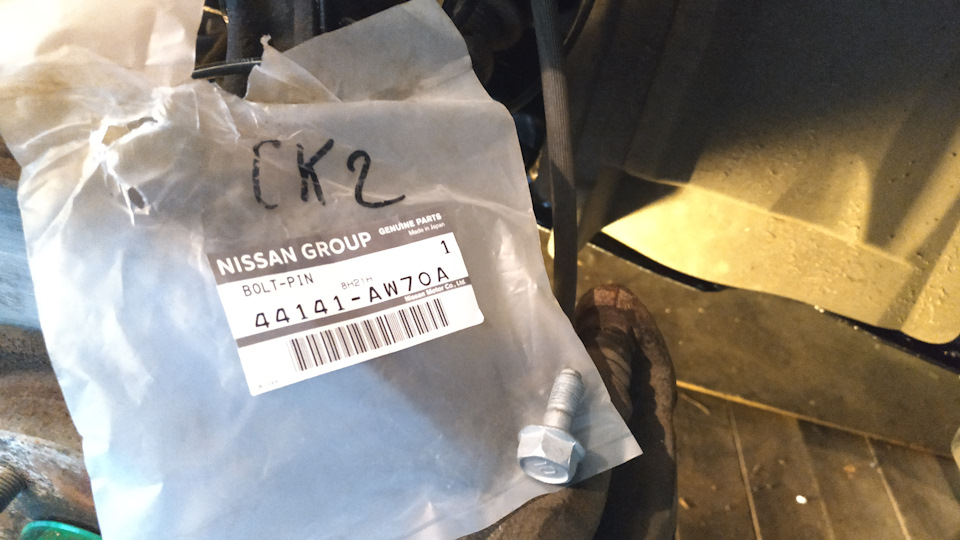 CK2
NISSAN GROUP GENUINE PARTS
Made in Japan
BOLT-PIN 1
44141-AW70A
Nissan Motor Co., Ltd.